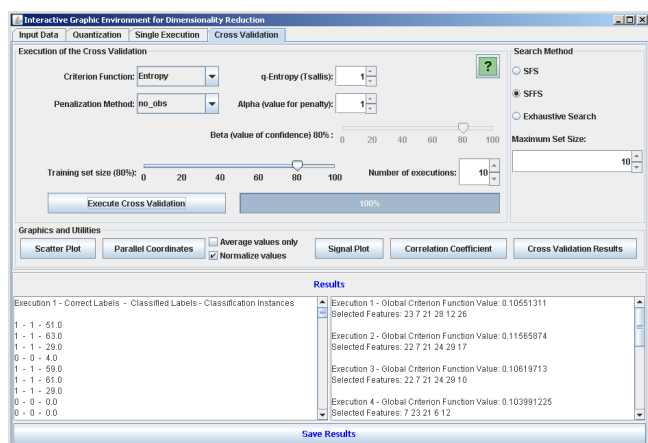 Interactive Graphic Environment for Dimensionality Reduction
Input Data Quantization Single Execution Cross Validation
Execution of the Cross Validation
Criterion Function: Entropy
q-Entropy (Tsallis): 1
?
Penalization Method: no_obs
Alpha (value for penalty): 1
Beta (value of confidence) 80% :
0 20 40 60 80 100
Training set size (80%):
0 20 40 60 80 100
Number of executions: 10
Execute Cross Validation
100%
Search Method
SFS
SFFS
Exhaustive Search
Maximum Set Size:
10
Graphics and Utilities
Scatter Plot
Parallel Coordinates
Average values only
Normalize values
Signal Plot
Correlation Coefficient
Cross Validation Results
Results
Execution 1 - Correct Labels - Classified Labels - Classification Instances
1 - 1 - 51.0
1 - 1 - 63.0
1 - 1 - 29.0
0 - 0 - 4.0
1 - 1 - 59.0
1 - 1 - 61.0
1 - 1 - 29.0
0 - 0 - 0.0
0 - 0 - 0.0
Execution 1 - Global Criterion Function Value: 0.10551311
Selected Features: 23 7 21 28 12 26
Execution 2 - Global Criterion Function Value: 0.11565874
Selected Features: 22 7 21 24 29 17
Execution 3 - Global Criterion Function Value: 0.10619713
Selected Features: 22 7 21 24 29 10
Execution 4 - Global Criterion Function Value: 0.103991225
Selected Features: 7 23 21 6 12
Save Results